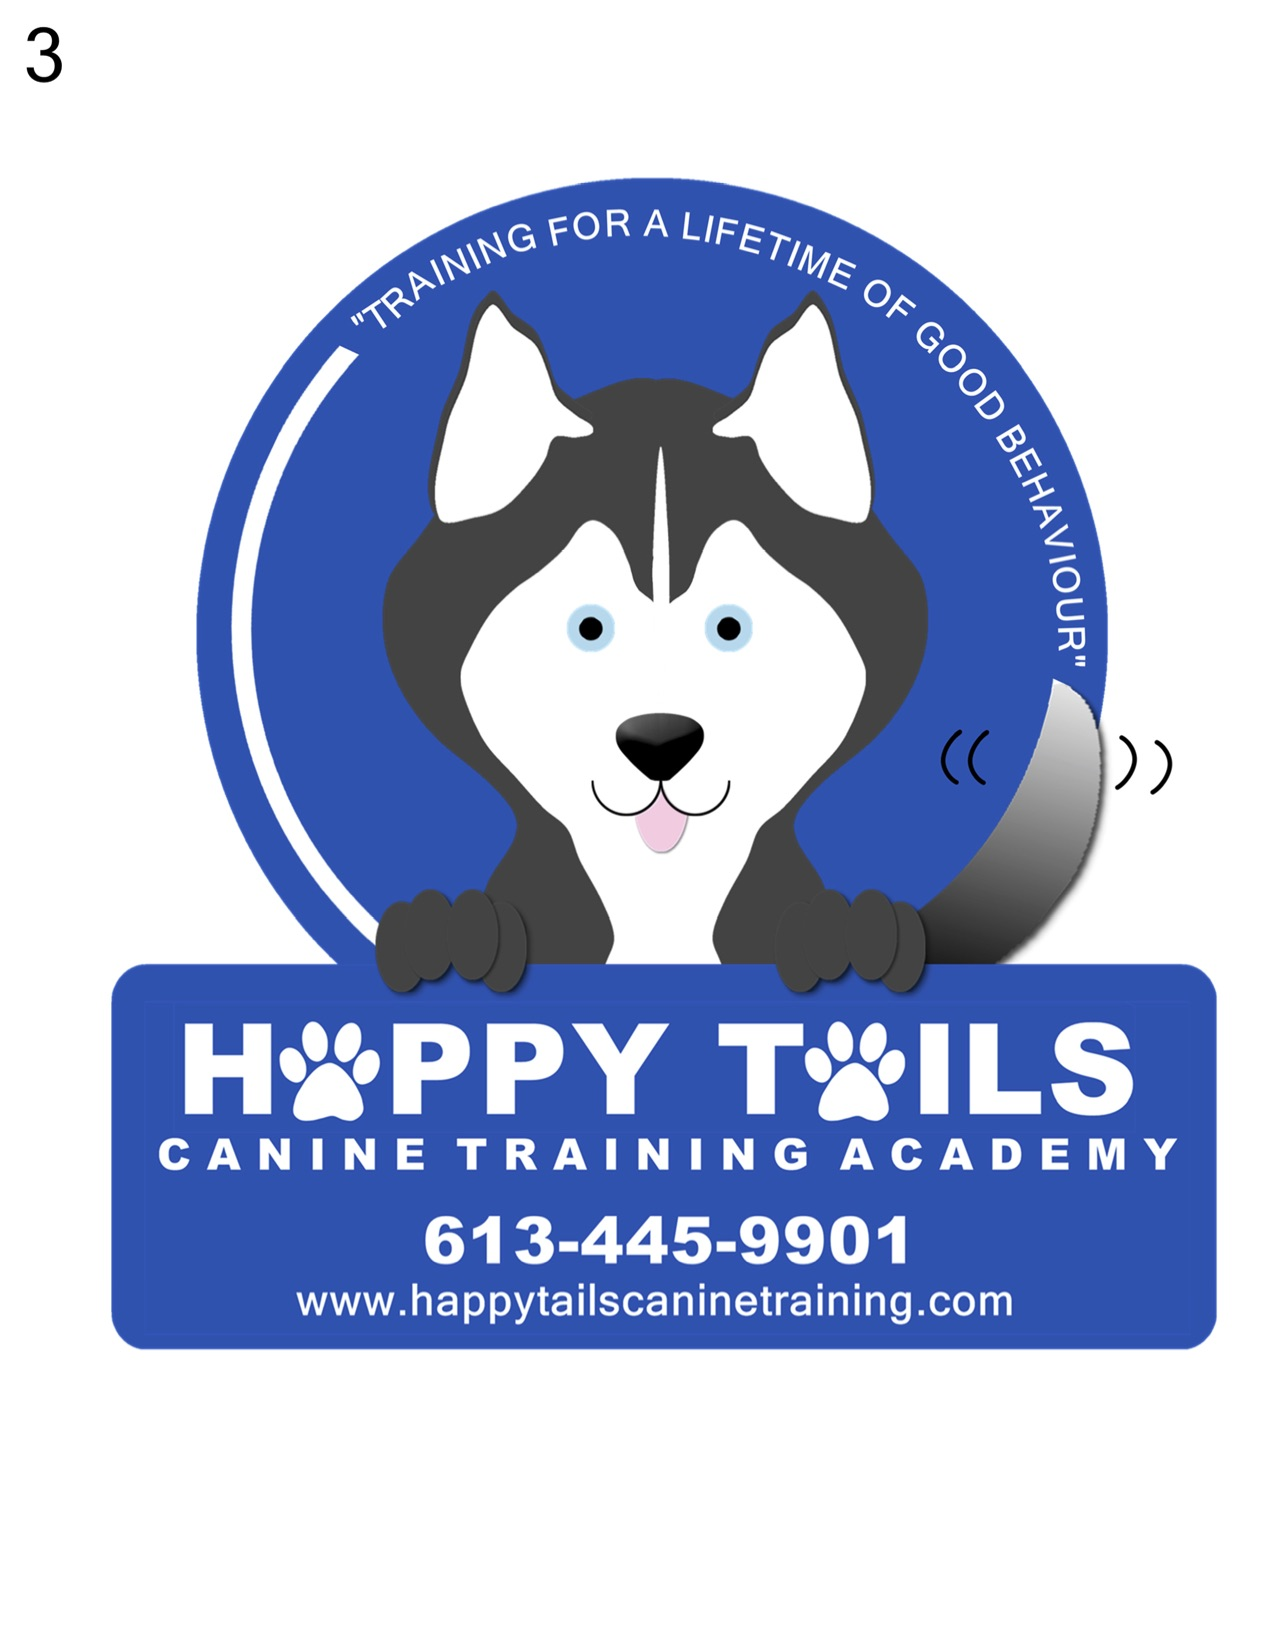 3
"TRAINING FOR A LIFETIME OF GOOD BEHAVIOUR"
HAPPY TAILS
CANINE TRAINING ACADEMY
613-445-9901
www.happytailscaninetraining.com